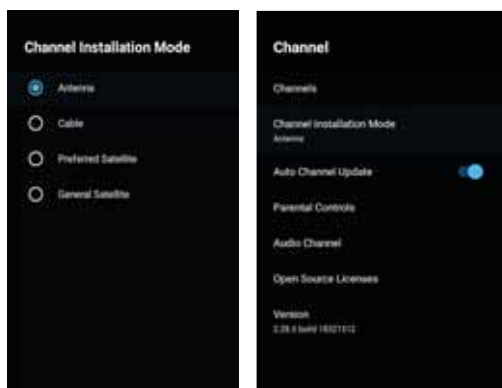 Channel Installation Mode
Antenna
Cable
Preferred Satellite
General Satellite
Channel
Channels
Channel Installation Mode
Antenna
Auto Channel Update
Parental Controls
Audio Channel
Open Source Licenses
Version